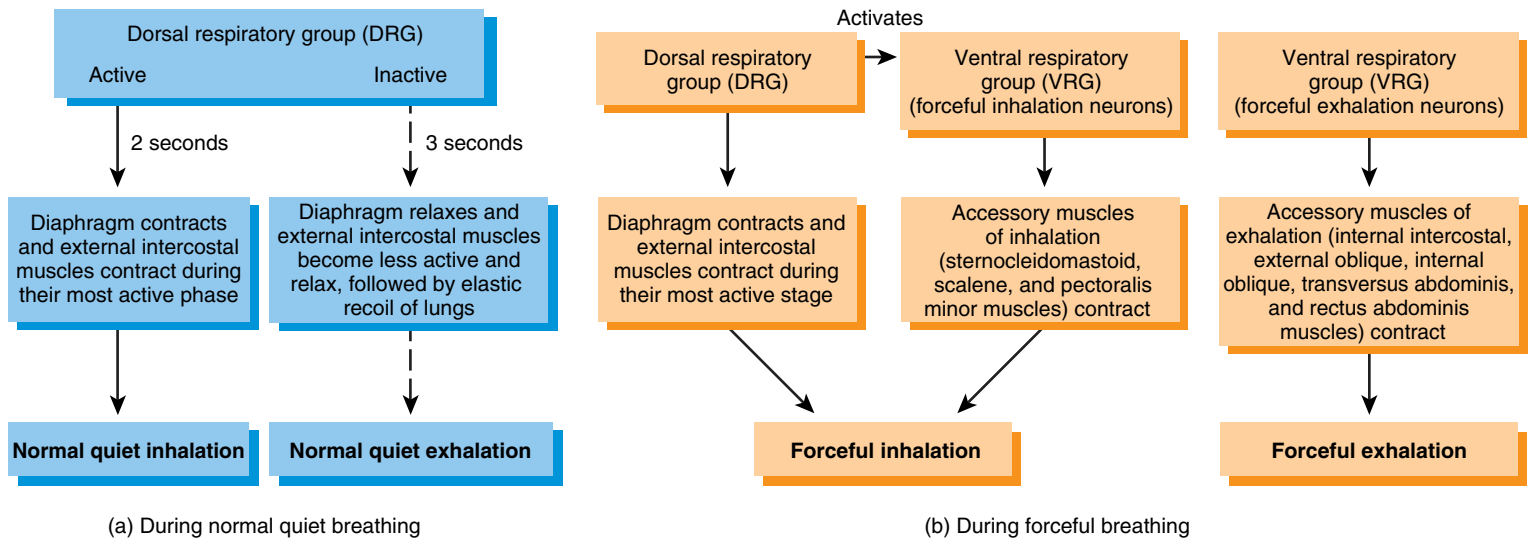 Dorsal respiratory group (DRG)
Active
Inactive
2 seconds
3 seconds
Diaphragm contracts
and external intercostal
muscles contract during
their most active phase
Diaphragm relaxes and
external intercostal muscles
become less active and
relax, followed by elastic
recoil of lungs
Normal quiet inhalation
Normal quiet exhalation
(a) During normal quiet breathing
Activates
Dorsal respiratory
group (DRG)
Ventral respiratory
group (VRG)
(forceful inhalation neurons)
Ventral respiratory
group (VRG)
(forceful exhalation neurons)
Diaphragm contracts and
external intercostal
muscles contract during
their most active stage
Accessory muscles
of inhalation
(sternocleidomastoid,
scalene, and pectoralis
minor muscles) contract
Accessory muscles of
exhalation (internal intercostal,
external oblique, internal
oblique, transversus abdominis,
and rectus abdominis
muscles) contract
Forceful inhalation
Forceful exhalation
(b) During forceful breathing